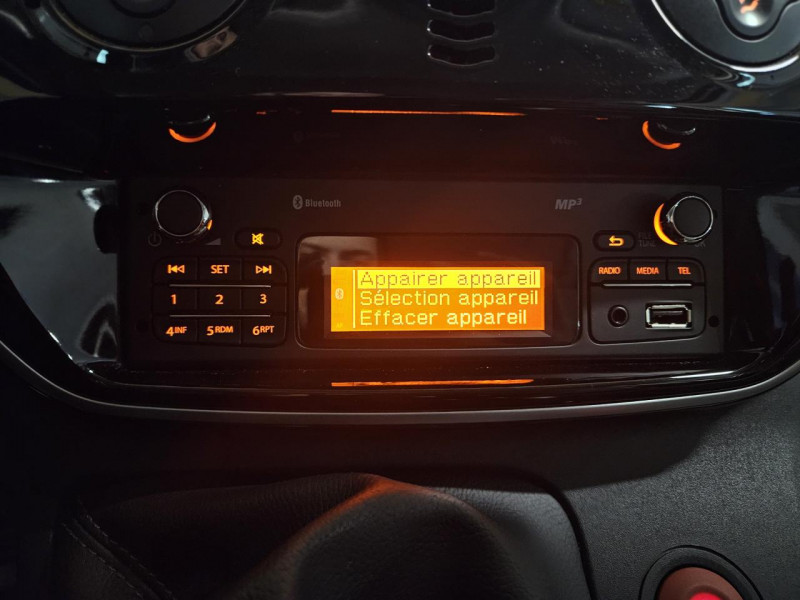 Bluetooth
MP3
SET
RADIO MEDIA TEL
1 2 3
4INF 5RDM 6RPT
Appairer appareil
Sélection appareil
Effacer appareil